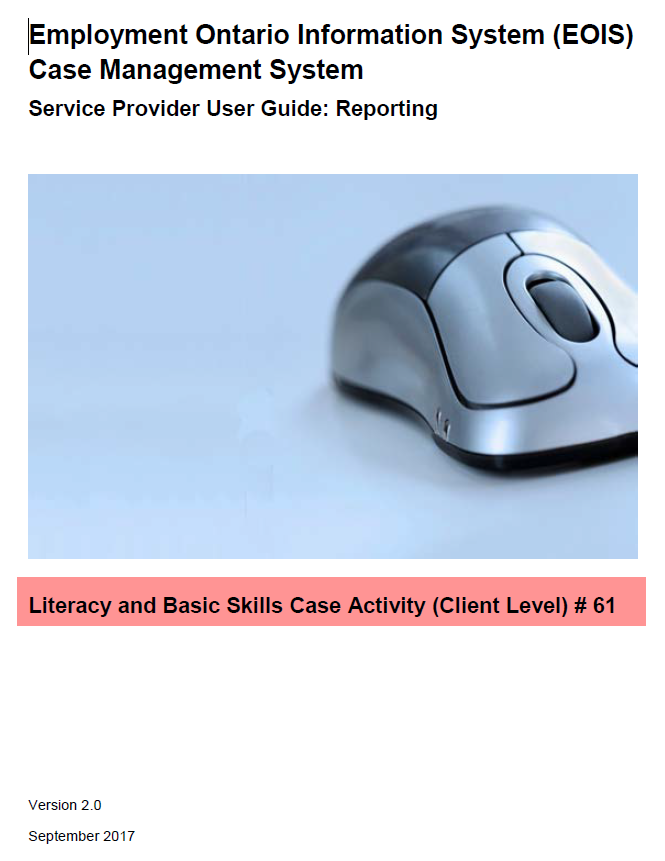 Employment Ontario Information System (EOIS)
Case Management System
Service Provider User Guide: Reporting
Literacy and Basic Skills Case Activity (Client Level) # 61
Version 2.0
September 2017